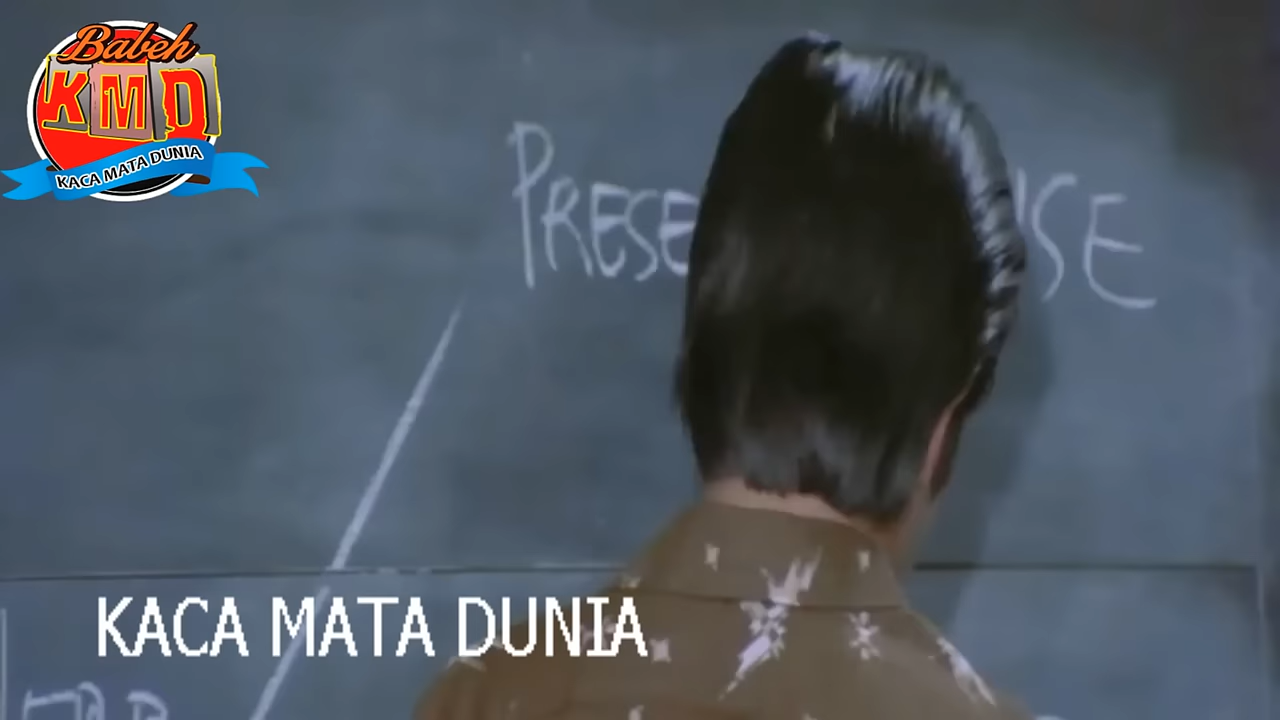 Babeh
KMD
KACA MATA DUNIA
PRESE
SE
KACA MATA DUNIA